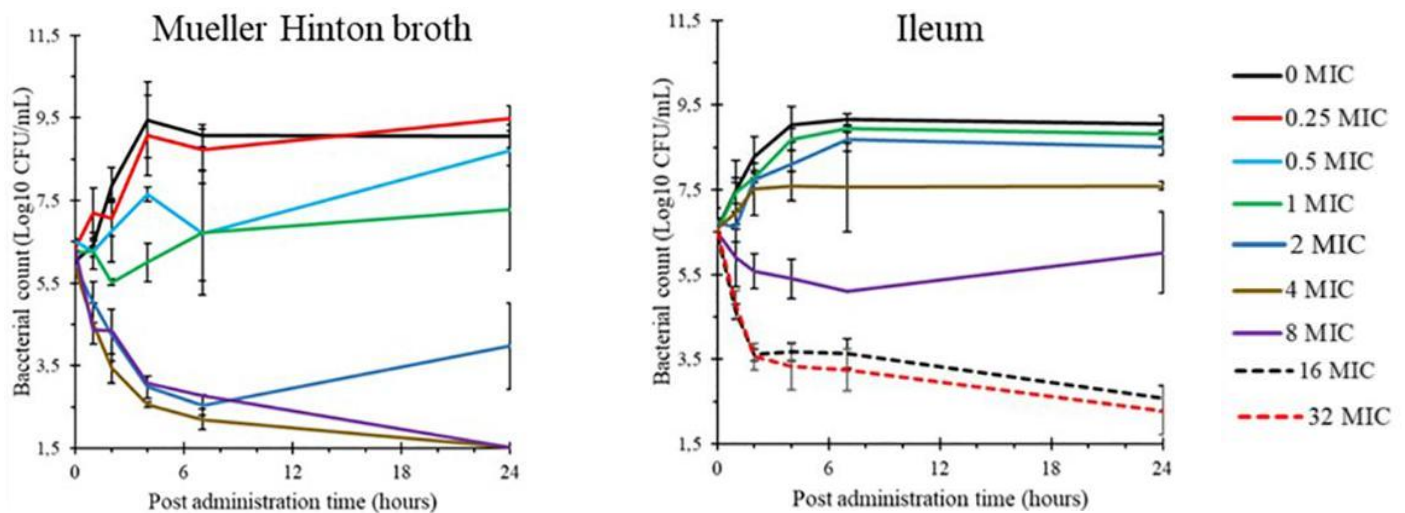 Mueller Hinton broth
Bacterial count (Log10 CFU/mL)
11,5
9,5
7,5
5,5
3,5
1,5
0
6
12
18
24
Post administration time (hours)
Ileum
Bacterial count (Log10 CFU/mL)
11,5
9,5
7,5
5,5
3,5
1,5
0
6
12
18
24
Post administration time (hours)
0 MIC
0.25 MIC
0.5 MIC
1 MIC
2 MIC
4 MIC
8 MIC
16 MIC
32 MIC